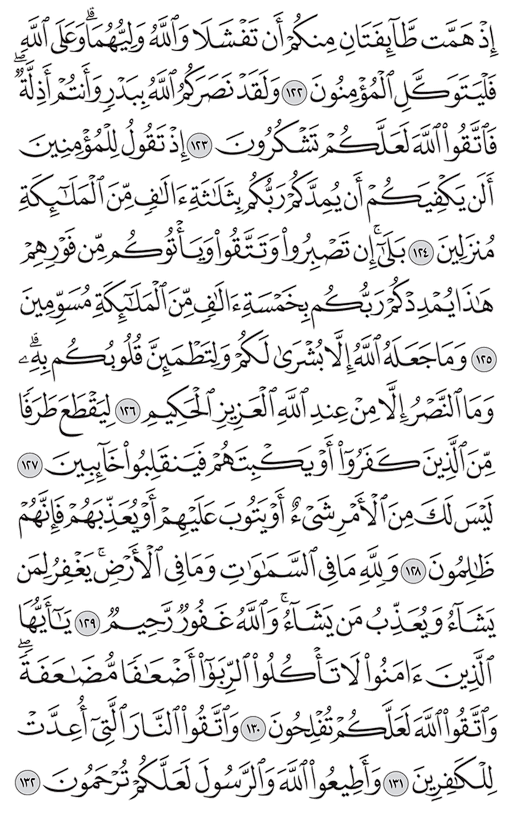 إِذْ هَمَّت طَّآئِفَتَانِ مِنكُمْ أَن تَفْشَلَا وَٱللَّهُ وَلِيُّهُمَاۗ وَعَلَى ٱللَّهِ
فَلْيَتَوَكَّلِ ٱلْمُؤْمِنُونَ ١٢٢ وَلَقَدْ نَصَرَكُمُ ٱللَّهُ بِبَدْرٍ وَأَنتُمْ أَذِلَّةٌۖ
فَٱتَّقُوا۟ ٱللَّهَ لَعَلَّكُمْ تَشْكُرُونَ ١٢٣ إِذْ تَقُولُ لِلْمُؤْمِنِينَ
أَلَن يَكْفِيَكُمْ أَن يُمِدَّكُمْ رَبُّكُم بِثَلَٰثَةِ ءَالَٰفٍ مِّنَ ٱلْمَلَٰٓئِكَةِ
مُنزَلِينَ ١٢٤ بَلَىٰٓۚ إِن تَصْبِرُوا۟ وَتَتَّقُوا۟ وَيَأْتُوكُم مِّن فَوْرِهِمْ
هَٰذَا يُمْدِدْكُمْ رَبُّكُم بِخَمْسَةِ ءَالَٰفٍ مِّنَ ٱلْمَلَٰٓئِكَةِ مُسَوِّمِينَ
١٢٥ وَمَا جَعَلَهُ ٱللَّهُ إِلَّا بُشْرَىٰ لَكُمْ وَلِتَطْمَئِنَّ قُلُوبُكُم بِهِۦۗ
وَمَا ٱلنَّصْرُ إِلَّا مِنْ عِندِ ٱللَّهِ ٱلْعَزِيزِ ٱلْحَكِيمِ ١٢٦ لِيَقْطَعَ طَرَفًا
مِّنَ ٱلَّذِينَ كَفَرُوٓا۟ أَوْ يَكْبِتَهُمْ فَيَنقَلِبُوا۟ خَآئِبِينَ ١٢٧
لَيْسَ لَكَ مِنَ ٱلْأَمْرِ شَىْءٌ أَوْ يَتُوبَ عَلَيْهِمْ أَوْ يُعَذِّبَهُمْ فَإِنَّهُمْ
ظَٰلِمُونَ ١٢٨ وَلِلَّهِ مَا فِى ٱلسَّمَٰوَٰتِ وَمَا فِى ٱلْأَرْضِۚ يَغْفِرُ لِمَن
يَشَآءُ وَيُعَذِّبُ مَن يَشَآءُۚ وَٱللَّهُ غَفُورٌ رَّحِيمٌ ١٢٩ يَٰٓأَيُّهَا
ٱلَّذِينَ ءَامَنُوا۟ لَا تَأْكُلُوا۟ ٱلرِّبَوٰٓا۟ أَضْعَٰفًا مُّضَٰعَفَةًۖ
وَٱتَّقُوا۟ ٱللَّهَ لَعَلَّكُمْ تُفْلِحُونَ ١٣٠ وَٱتَّقُوا۟ ٱلنَّارَ ٱلَّتِىٓ أُعِدَّتْ
لِلْكَٰفِرِينَ ١٣١ وَأَطِيعُوا۟ ٱللَّهَ وَٱلرَّسُولَ لَعَلَّكُمْ تُرْحَمُونَ ١٣٢